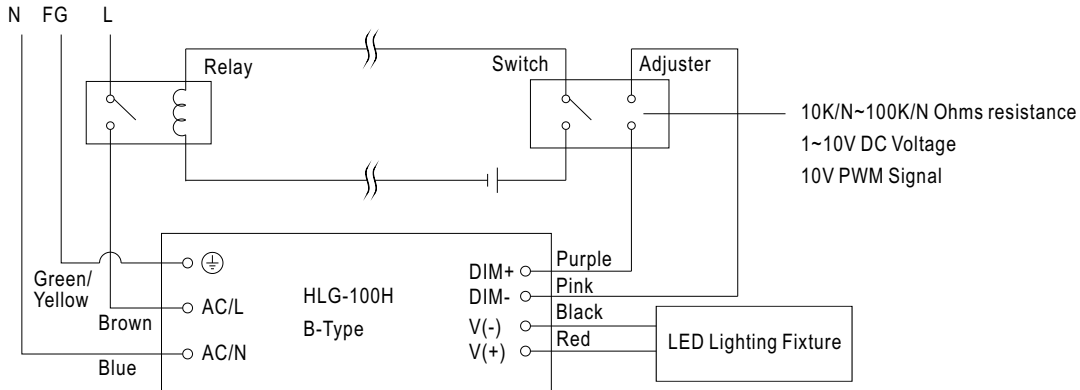 N FG L
Relay
Switch
Adjuster
10K/N~100K/N Ohms resistance
1~10V DC Voltage
10V PWM Signal
Green/
Yellow
Brown
Blue
AC/L
AC/N
HLG-100H
B-Type
DIM+
DIM-
V(-)
V(+)
Purple
Pink
Black
Red
LED Lighting Fixture